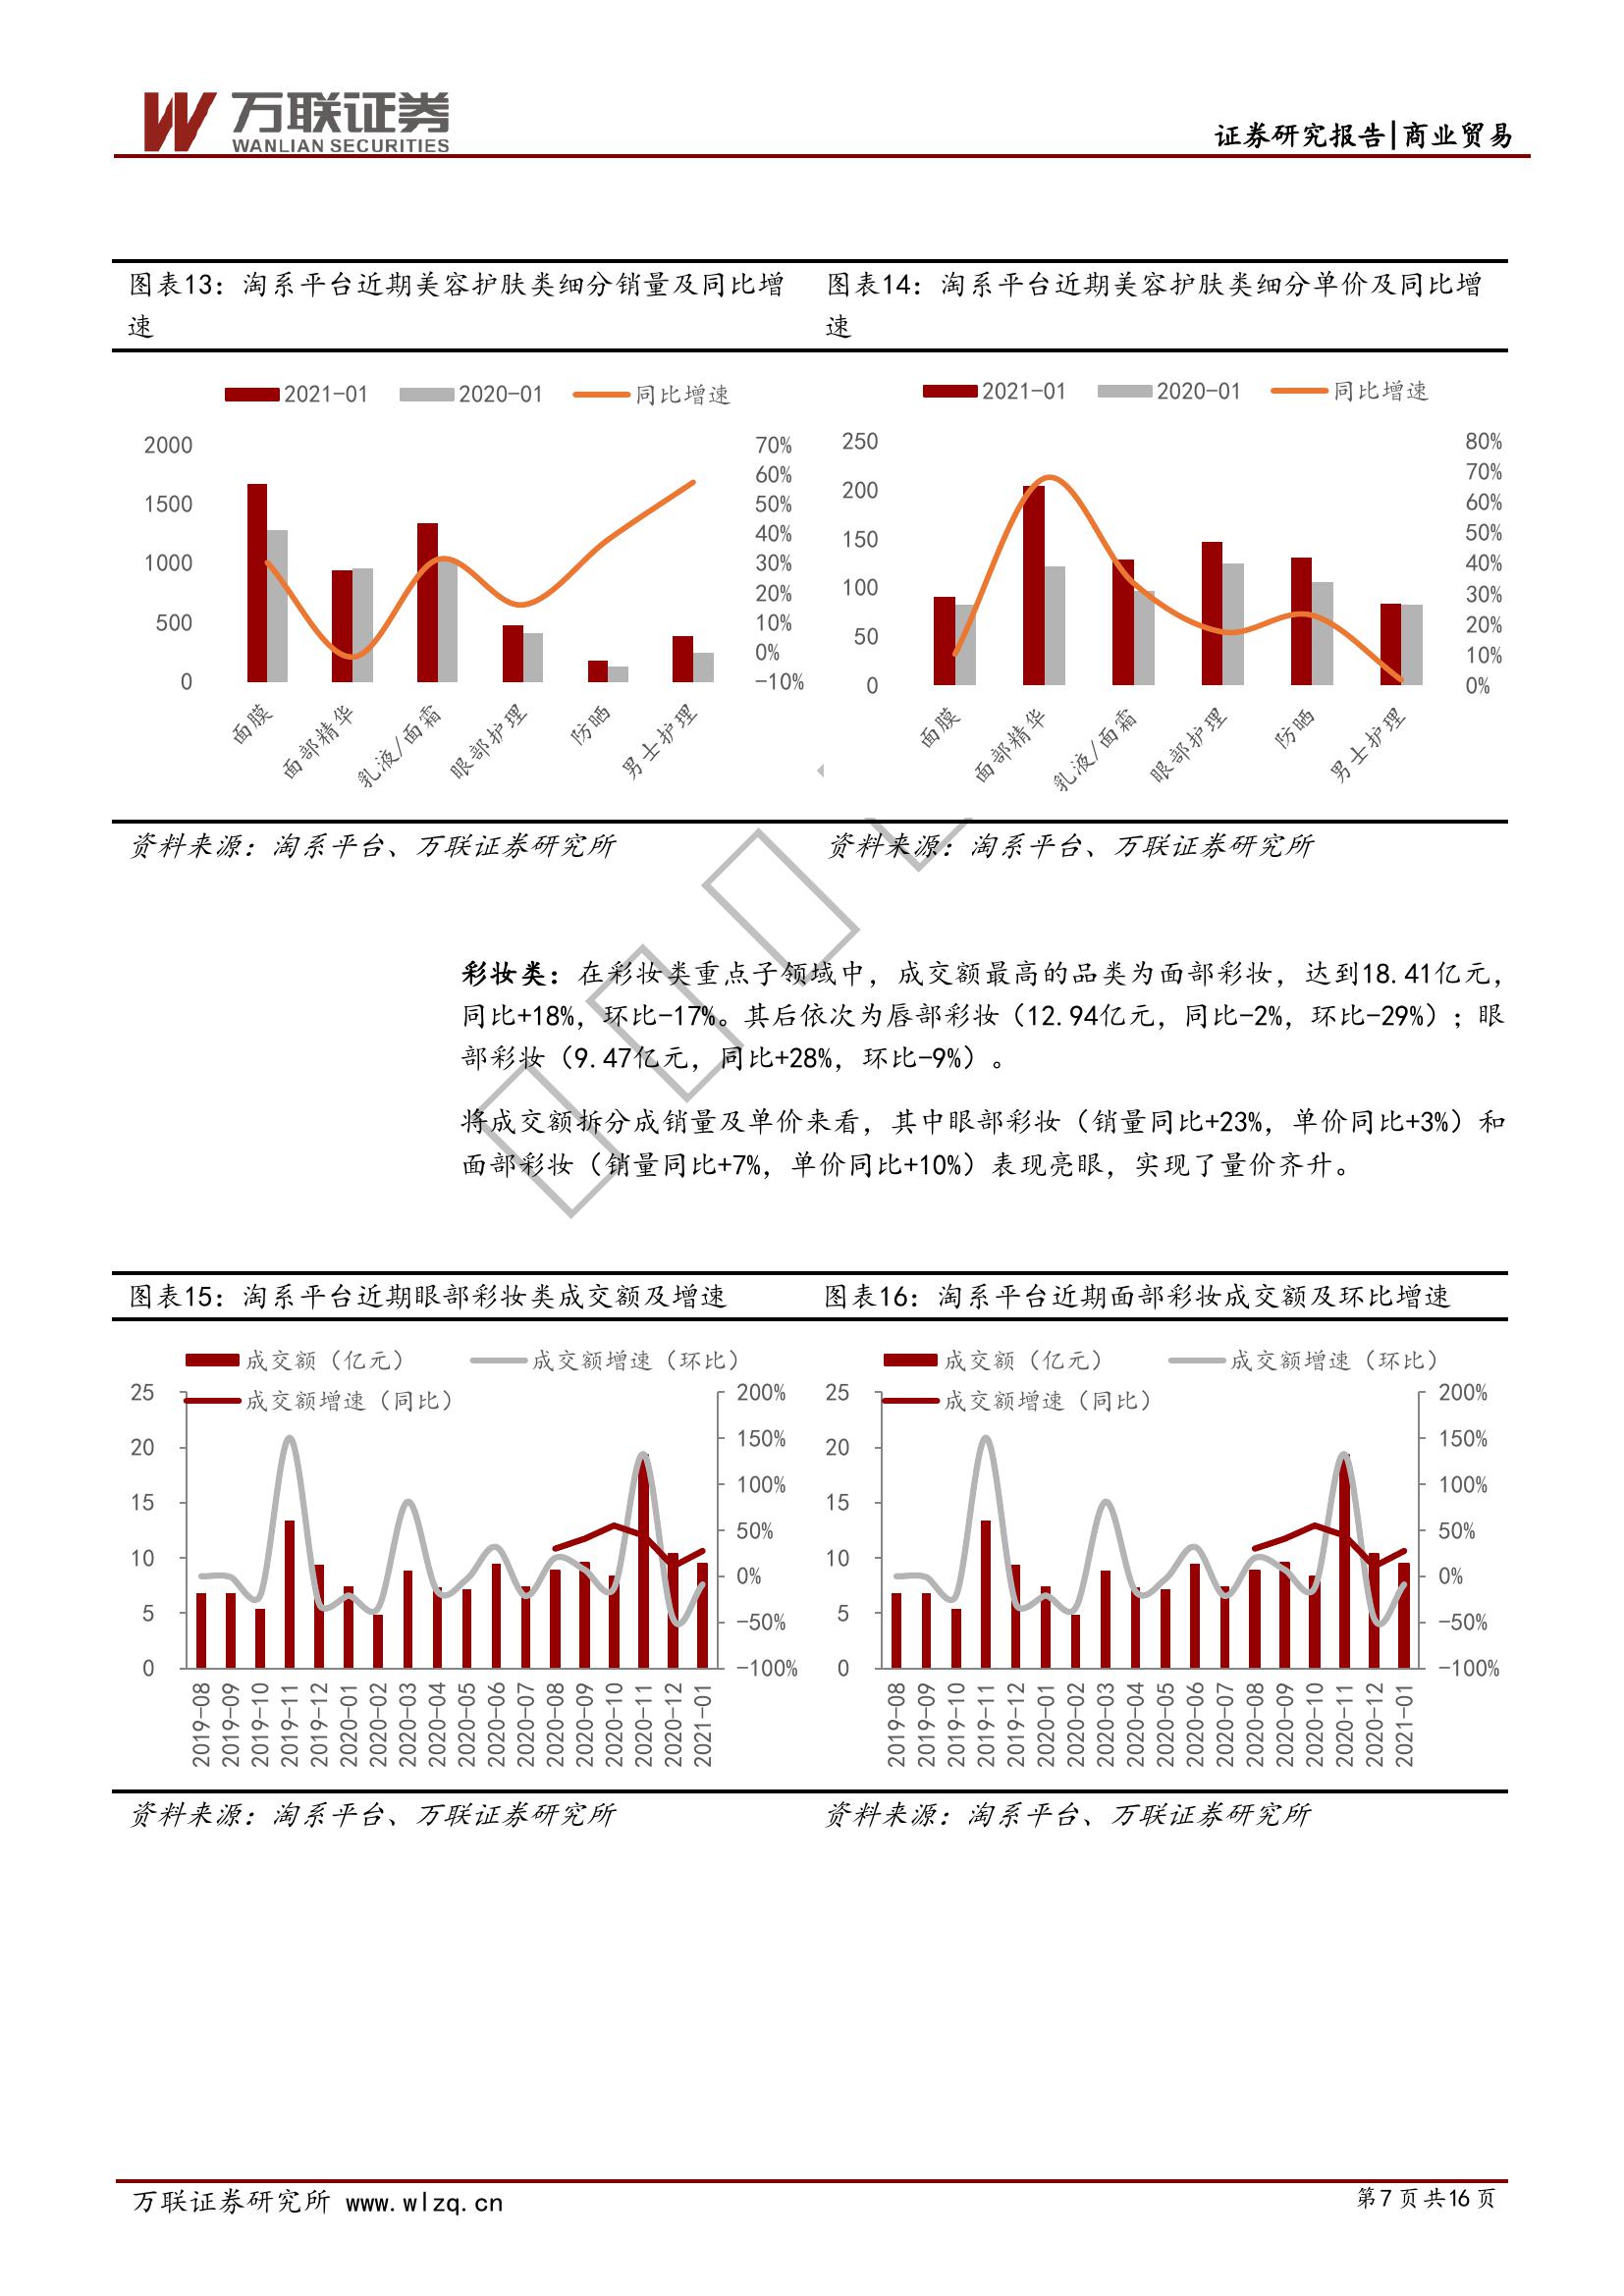 万联证券
WANLIAN SECURITIES
证券研究报告|商业贸易
图表13：淘系平台近期美容护肤类细分销量及同比增
速
2021-01 2020-01 同比增速
2000
1500
1000
500
0
70%
60%
50%
40%
30%
20%
10%
0%
-10%
面膜
面部精华
乳液/面霜
眼部护理
防晒
男士护理
资料来源：淘系平台、万联证券研究所
图表14：淘系平台近期美容护肤类细分单价及同比增
速
2021-01 2020-01 同比增速
250
200
150
100
50
0
80%
70%
60%
50%
40%
30%
20%
10%
0%
面膜
面部精华
乳液/面霜
眼部护理
防晒
男士护理
资料来源：淘系平台、万联证券研究所
彩妆类：在彩妆类重点子领域中，成交额最高的品类为面部彩妆，达到18.41亿元，
同比+18%，环比-17%。其后依次为唇部彩妆（12.94亿元，同比-2%，环比-29%）；眼
部彩妆（9.47亿元，同比+28%，环比-9%）。
将成交额拆分成销量及单价来看，其中眼部彩妆（销量同比+23%，单价同比+3%）和
面部彩妆（销量同比+7%，单价同比+10%）表现亮眼，实现了量价齐升。
图表15：淘系平台近期眼部彩妆类成交额及增速
成交额（亿元） 成交额增速（环比）
成交额增速（同比）
25
20
15
10
5
0
200%
150%
100%
50%
0%
-50%
-100%
2019-08
2019-09
2019-10
2019-11
2019-12
2020-01
2020-02
2020-03
2020-04
2020-05
2020-06
2020-07
2020-08
2020-09
2020-10
2020-11
2020-12
2021-01
资料来源：淘系平台、万联证券研究所
图表16：淘系平台近期面部彩妆成交额及环比增速
成交额（亿元） 成交额增速（环比）
成交额增速（同比）
25
20
15
10
5
0
200%
150%
100%
50%
0%
-50%
-100%
2019-08
2019-09
2019-10
2019-11
2019-12
2020-01
2020-02
2020-03
2020-04
2020-05
2020-06
2020-07
2020-08
2020-09
2020-10
2020-11
2020-12
2021-01
资料来源：淘系平台、万联证券研究所
万联证券研究所 www.wlzq.cn
第7页共16页